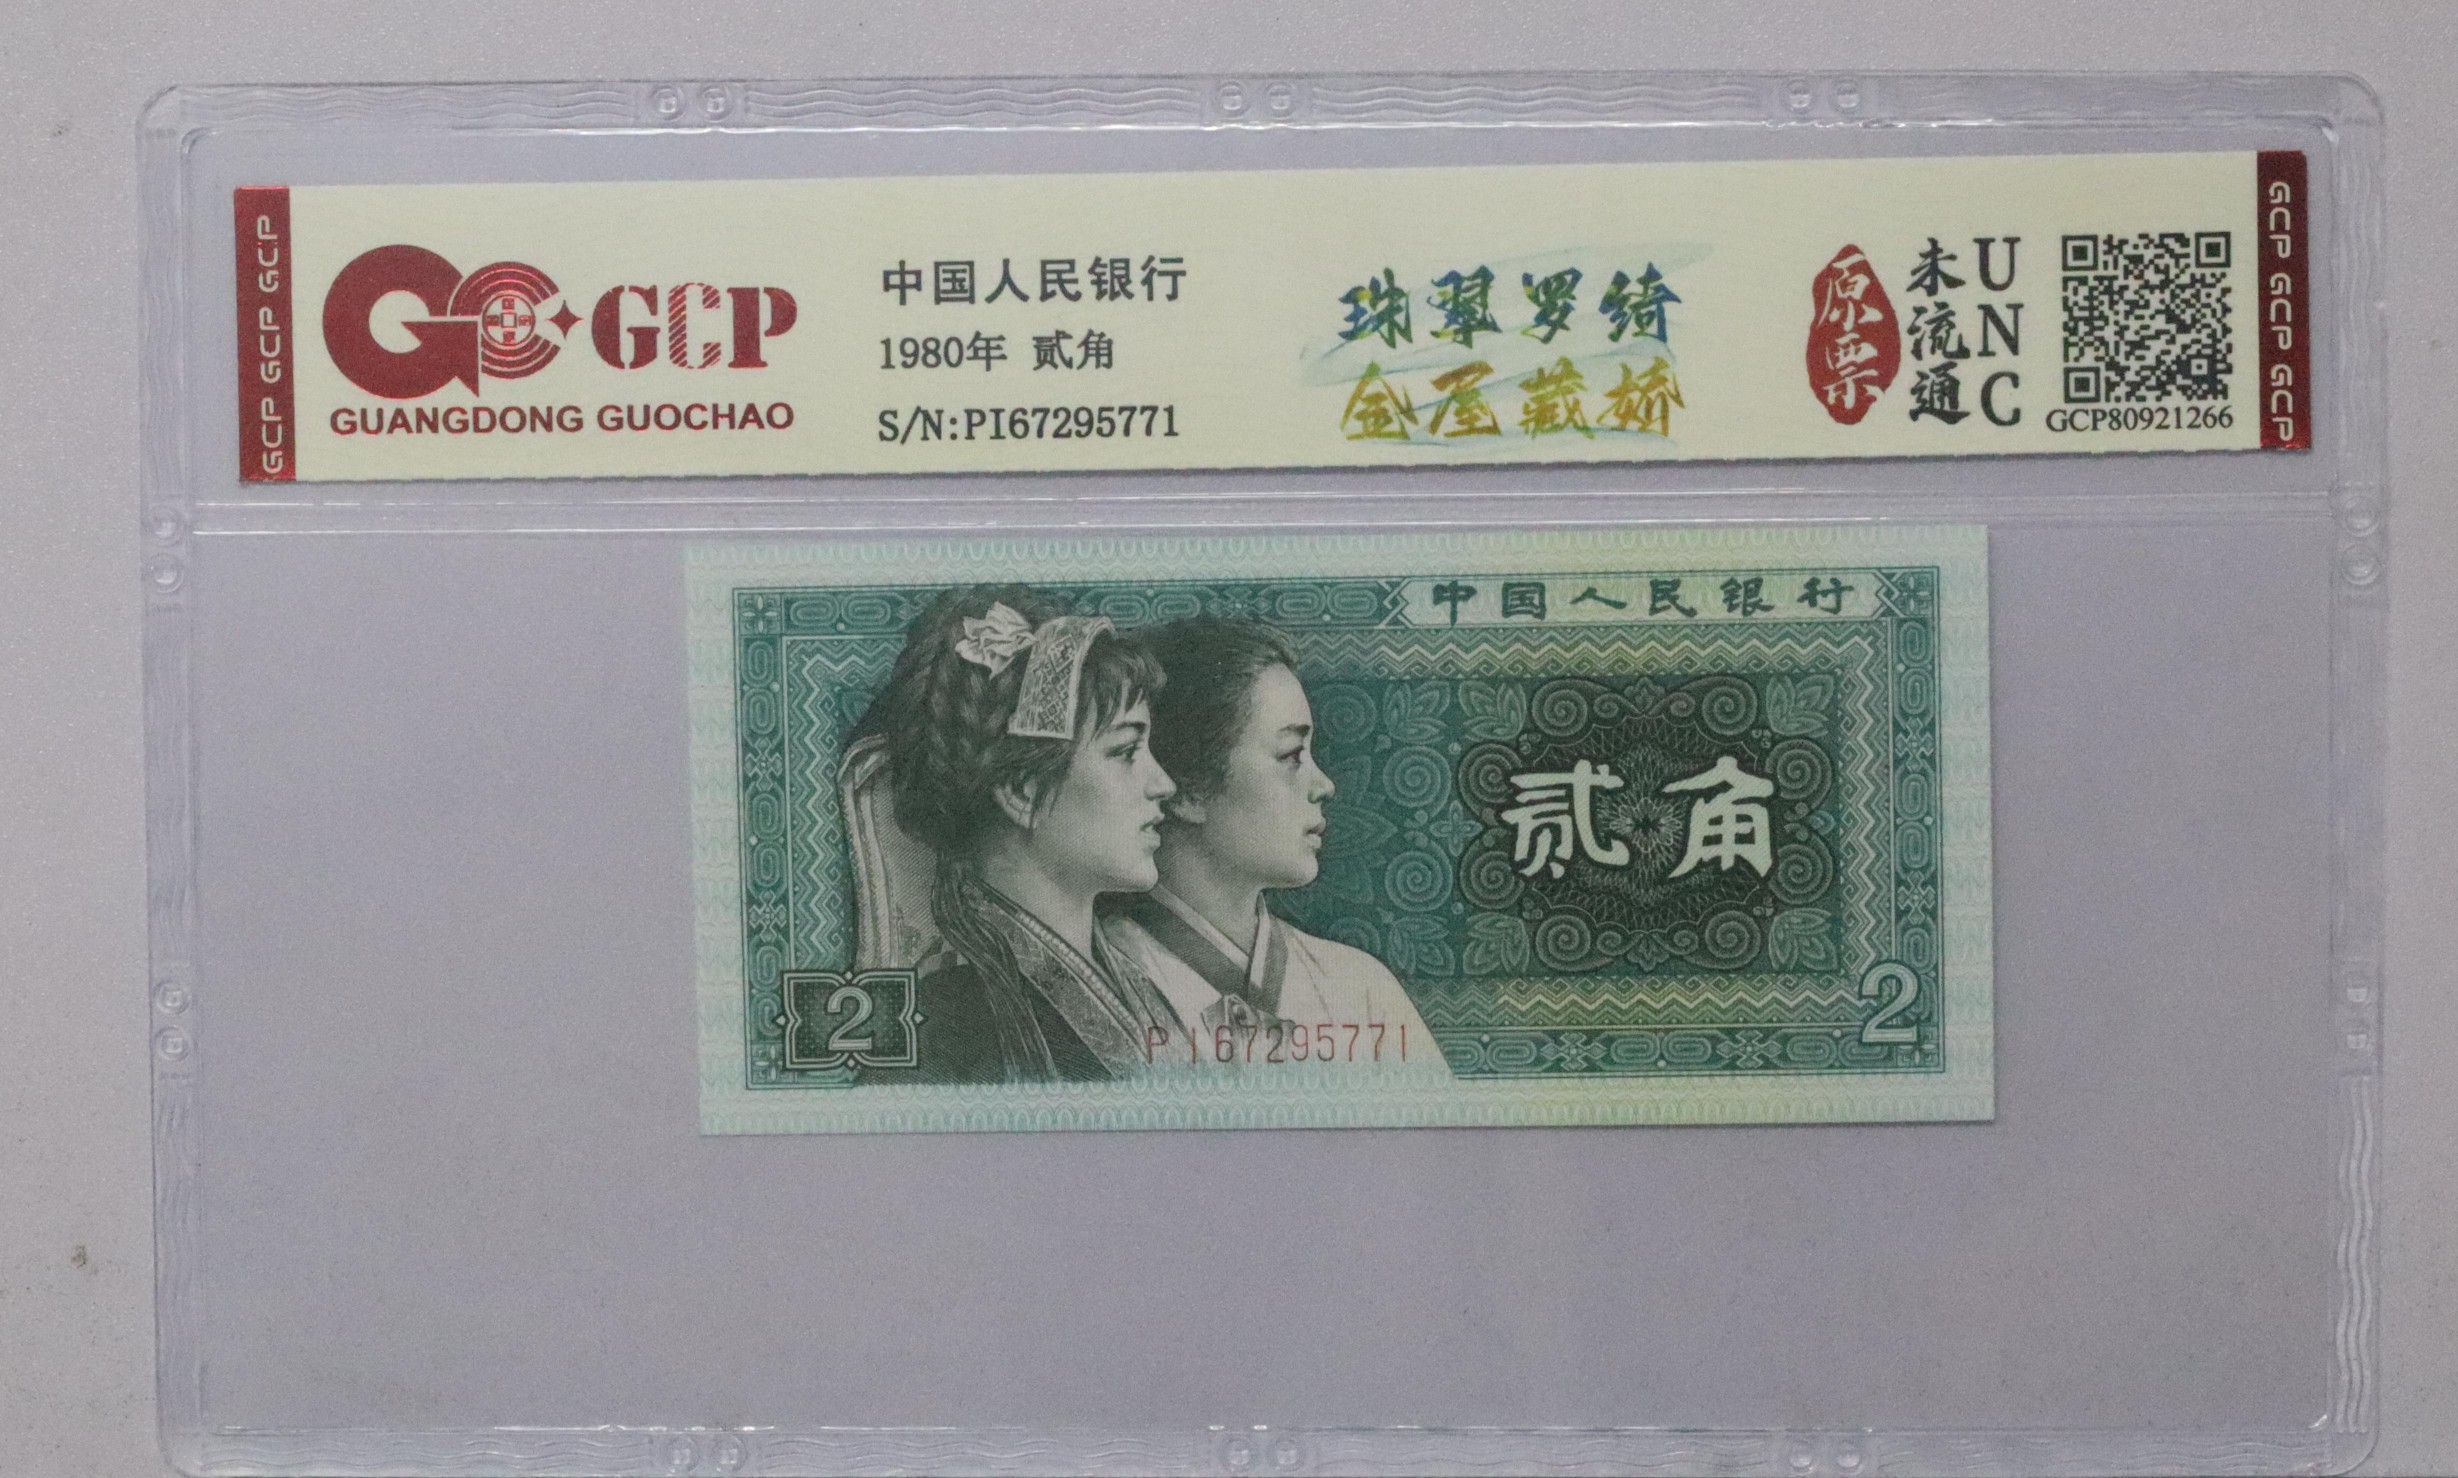 GCP GCP GCP
GCP
GUANGDONG GUOCHAO
中国人民银行
1980年 贰角
S/N:PI67295771
珠翠罗绮
金屋藏娇
原票
未流通
UNC
GCP80921266
GCP GCP GCP
中国人民银行
贰角
2
PI67295771
2